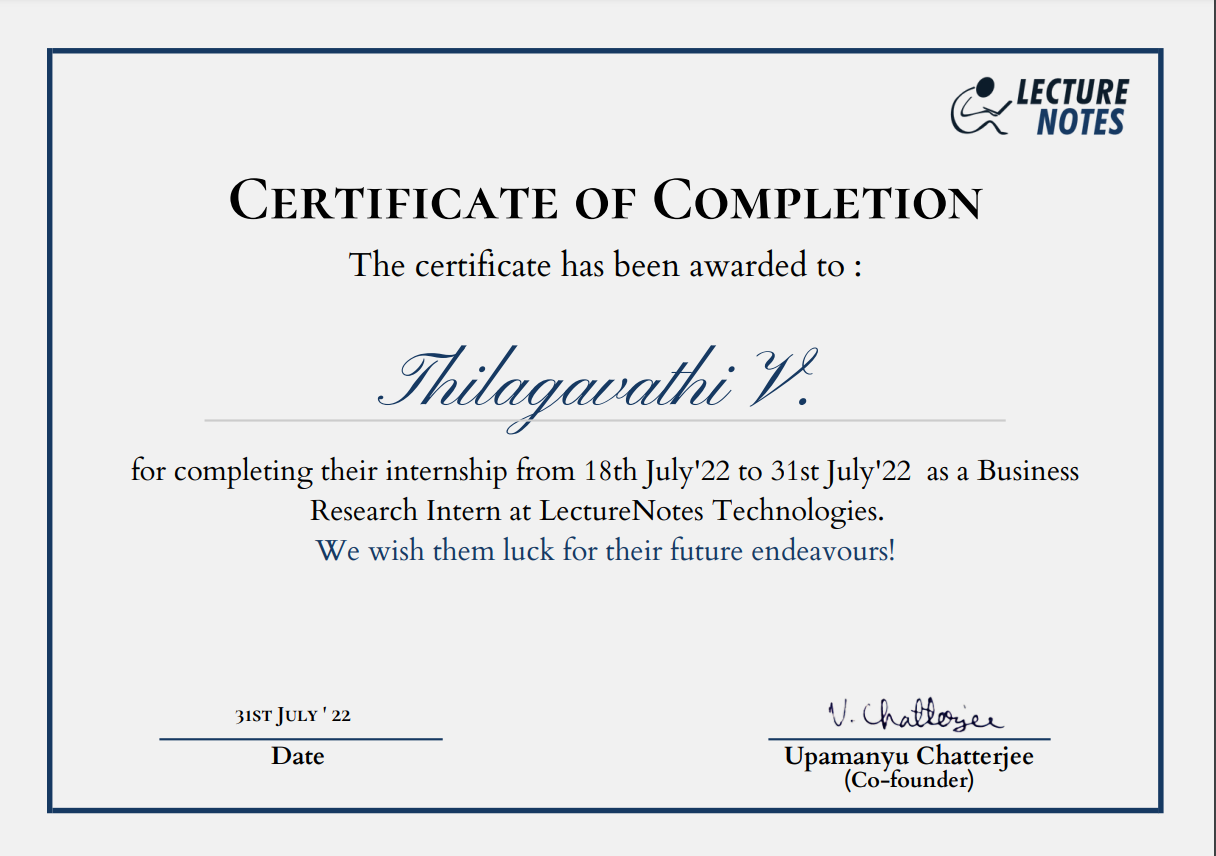 LECTURE
NOTES
Certificate of Completion
The certificate has been awarded to :
Thilagavathi V.
for completing their internship from 18th July'22 to 31st July'22 as a Business
Research Intern at LectureNotes Technologies.
We wish them luck for their future endeavours!
31st July ' 22
Date
V. Chatterjee
Upamanyu Chatterjee
(Co-founder)